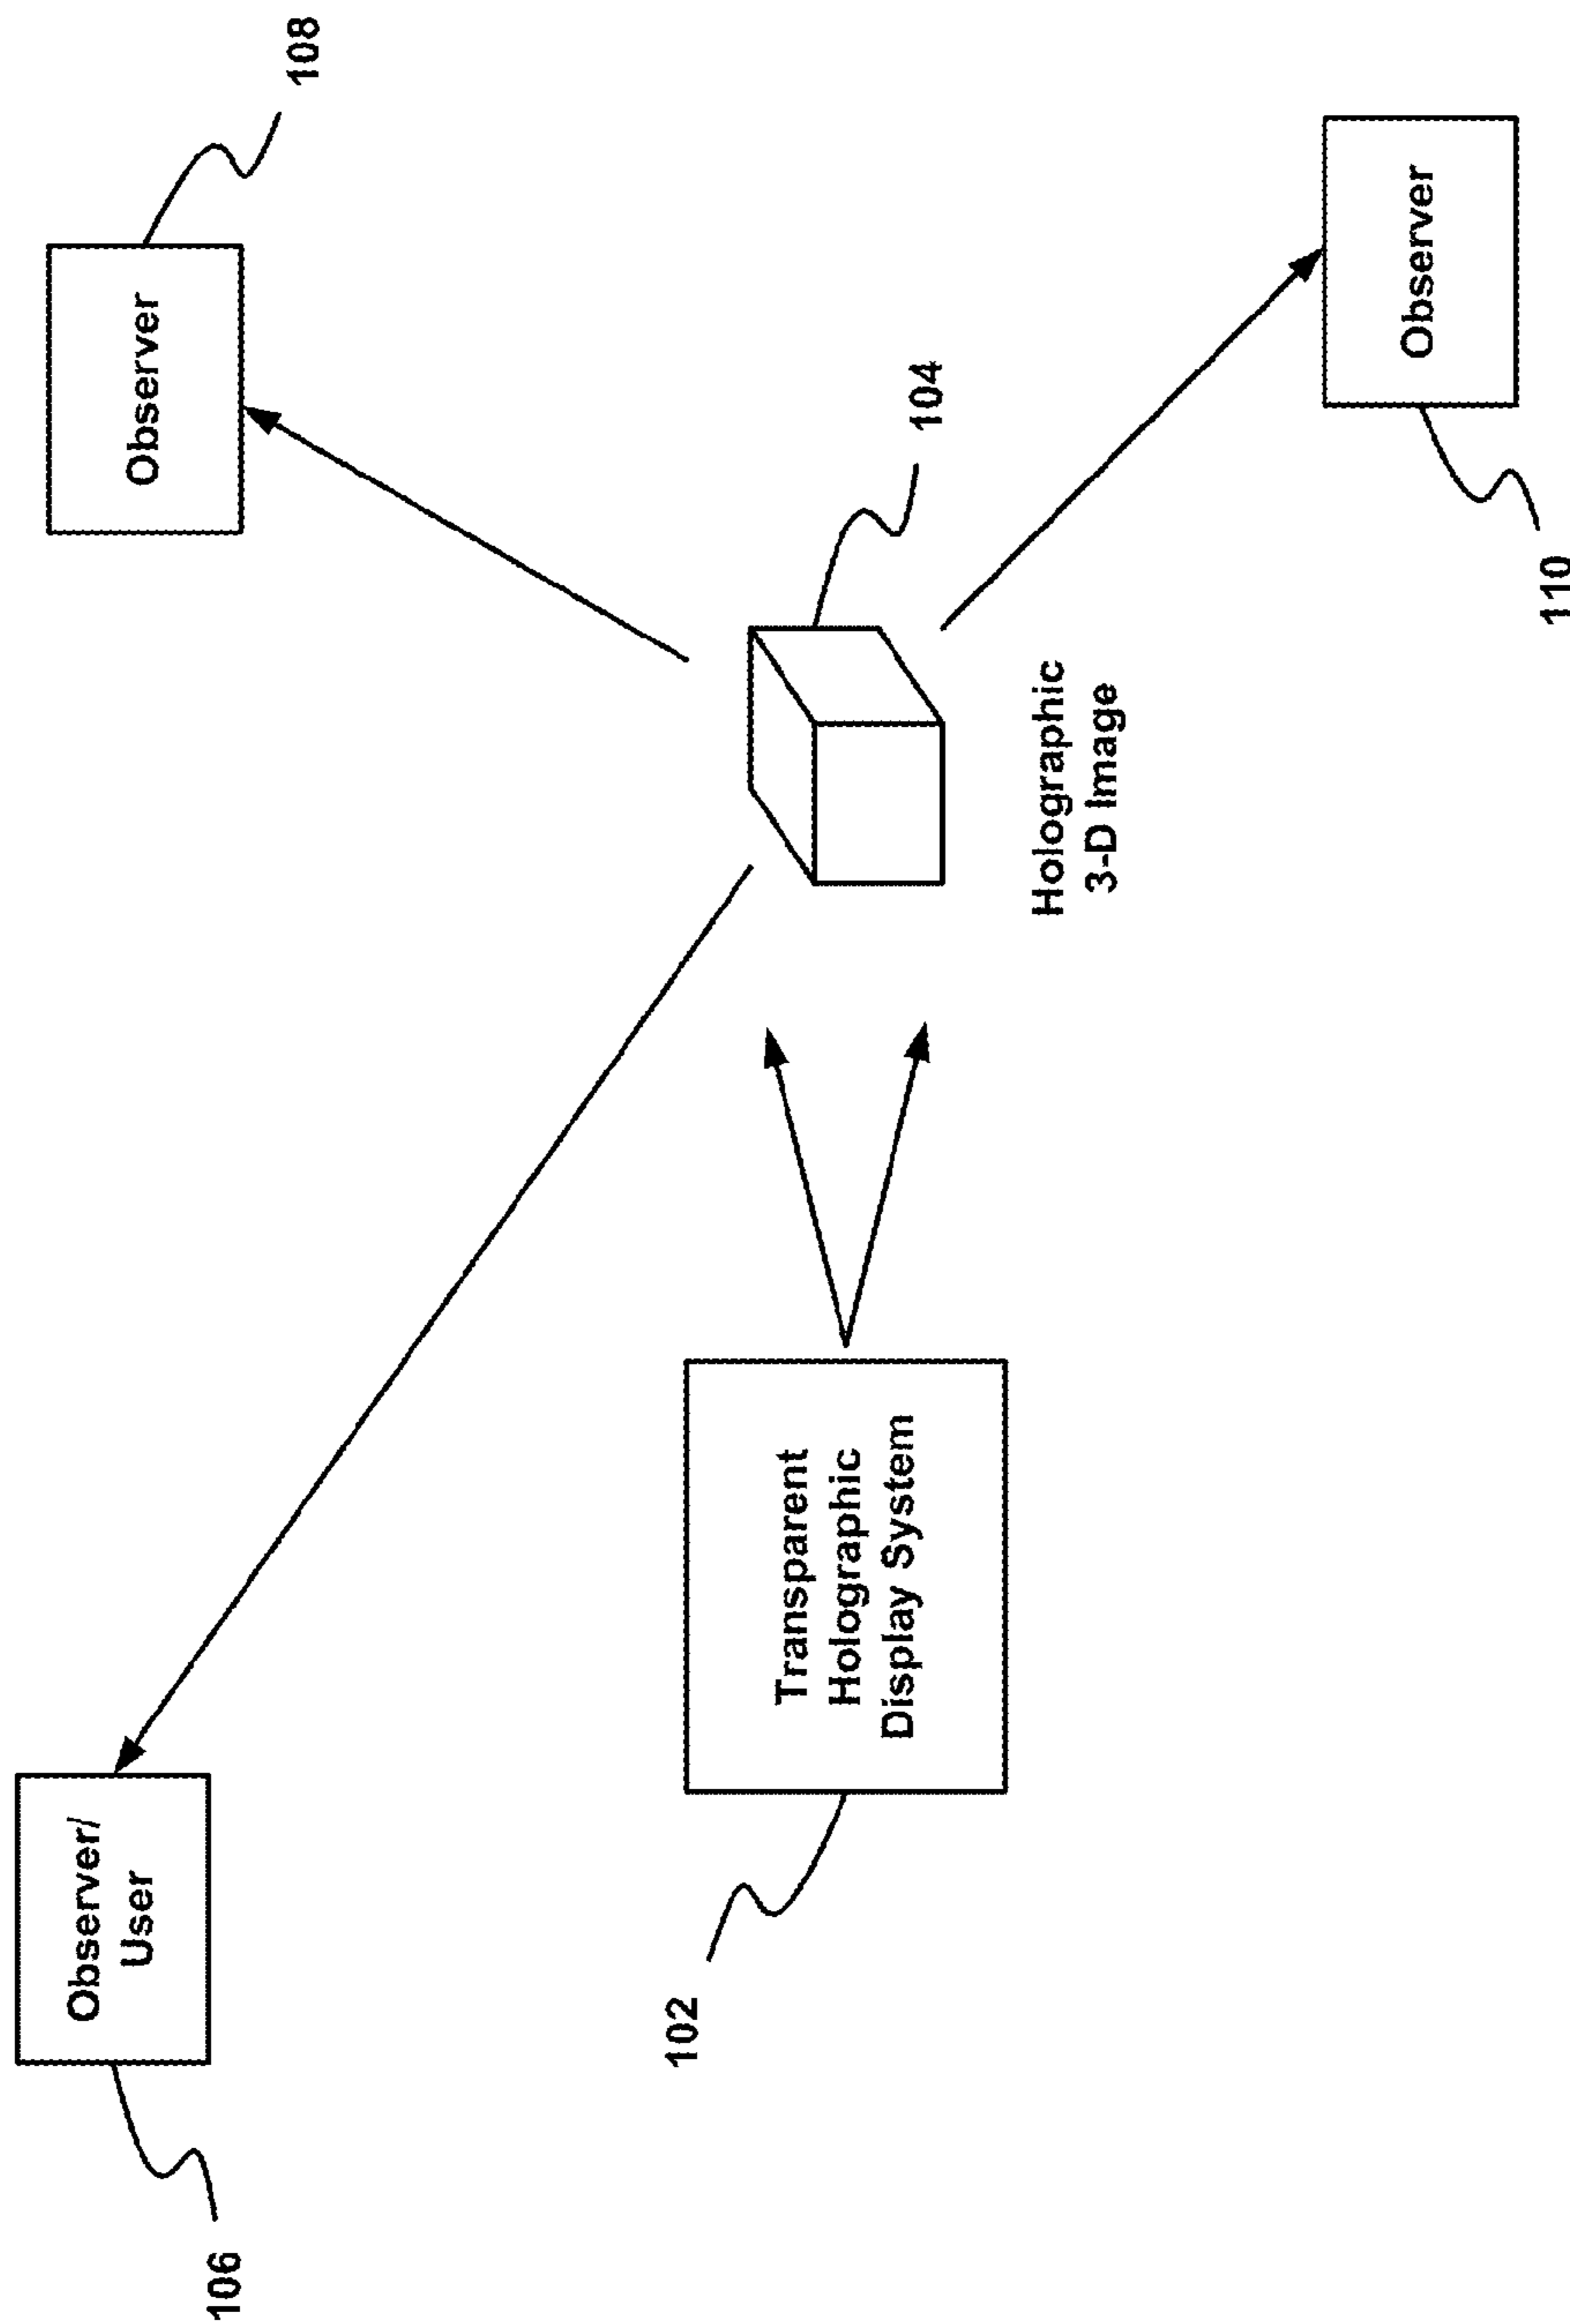 Observer/
User
Observer
106
108
102
Transparent
Holographic
Display System
104
Holographic
3-D Image
Observer
110